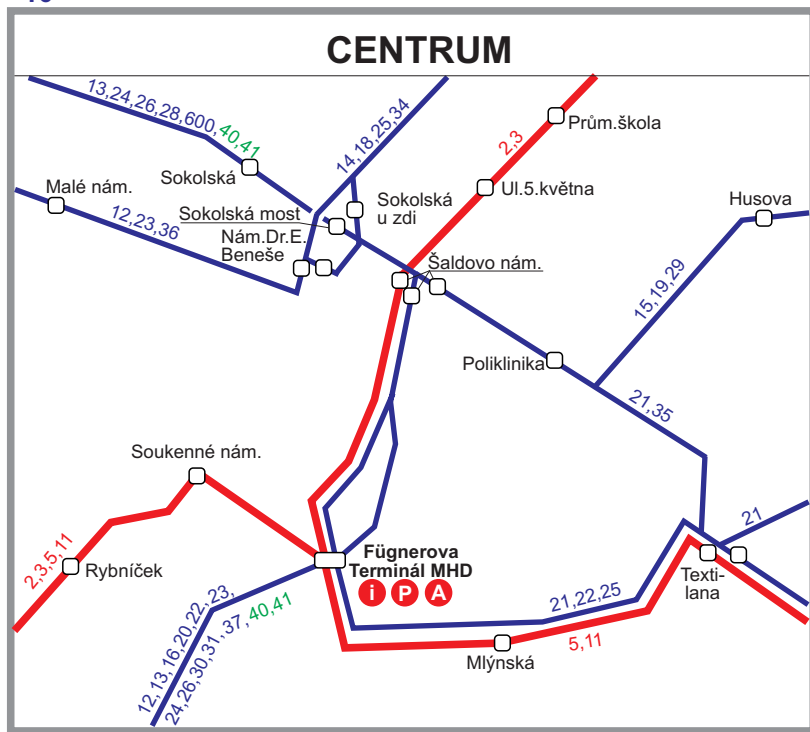 CENTRUM
13,24,26,28,600,40,41
14,18,25,34
2,3
Prům.škola
Sokolská
Malé nám.
Ul.5.května
Sokolská
u zdi
Husova
Sokolská most
12,23,36
Nám.Dr.E.
Beneše
Šaldovo nám.
15,19,29
Poliklinika
21,35
Soukenné nám.
21
2,3,5,11
Rybníček
Fügnerova
Terminál MHD
i P A
Texti-
lana
12,13,16,20,22,23,
24,26,30,31,37,40,41
21,22,25
5,11
Mlýnská